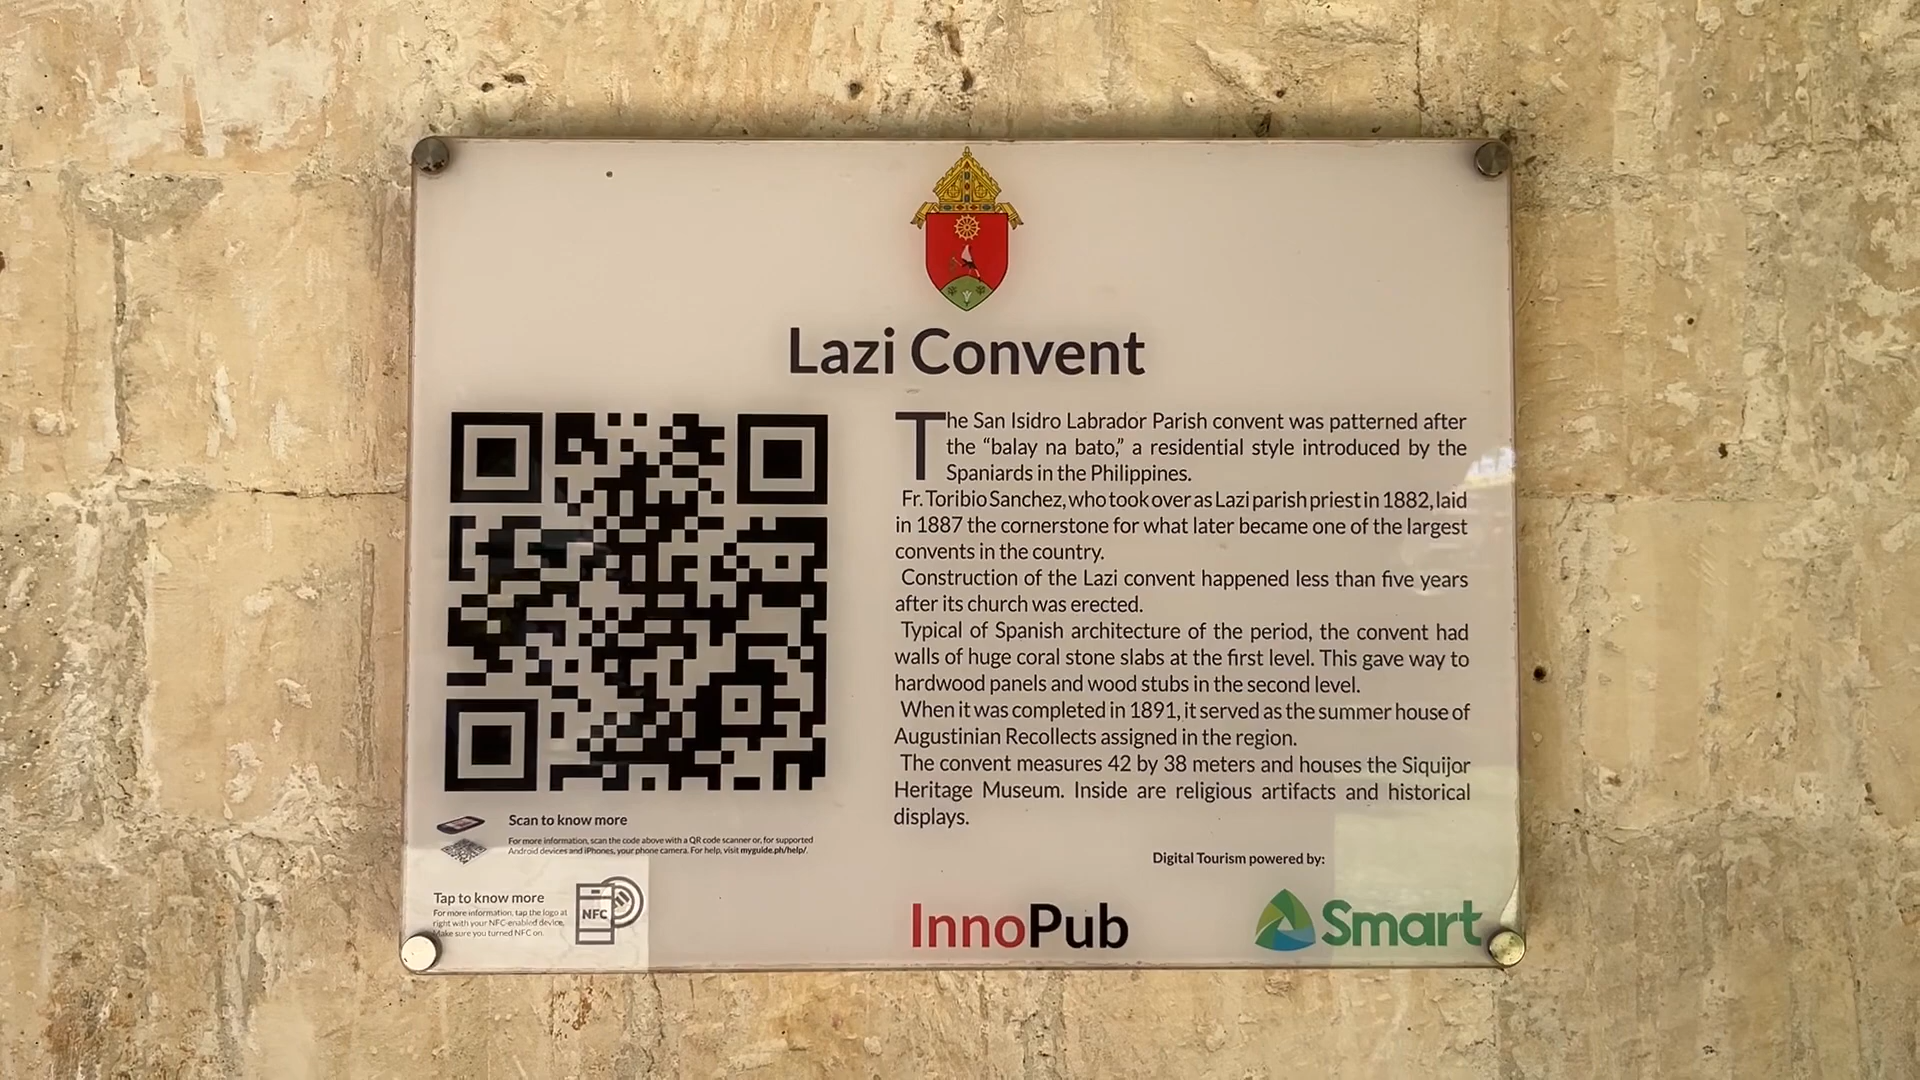 Lazi Convent
The San Isidro Labrador Parish convent was patterned after
the “balay na bato,” a residential style introduced by the
Spaniards in the Philippines.
Fr. Toribio Sanchez, who took over as Lazi parish priest in 1882, laid
in 1887 the cornerstone for what later became one of the largest
convents in the country.
Construction of the Lazi convent happened less than five years
after its church was erected.
Typical of Spanish architecture of the period, the convent had
walls of huge coral stone slabs at the first level. This gave way to
hardwood panels and wood stubs in the second level.
When it was completed in 1891, it served as the summer house of
Augustinian Recollects assigned in the region.
The convent measures 42 by 38 meters and houses the Siquijor
Heritage Museum. Inside are religious artifacts and historical
displays.
Scan to know more
For more information, scan the code above with a QR code scanner or, for supported
Android devices and iPhones, your phone camera. For help, visit myguide.ph/help/.
Tap to know more
For more information, tap the logo at
right with your NFC-enabled device.
Make sure you turned NFC on.
NFC
Digital Tourism powered by:
InnoPub
Smart